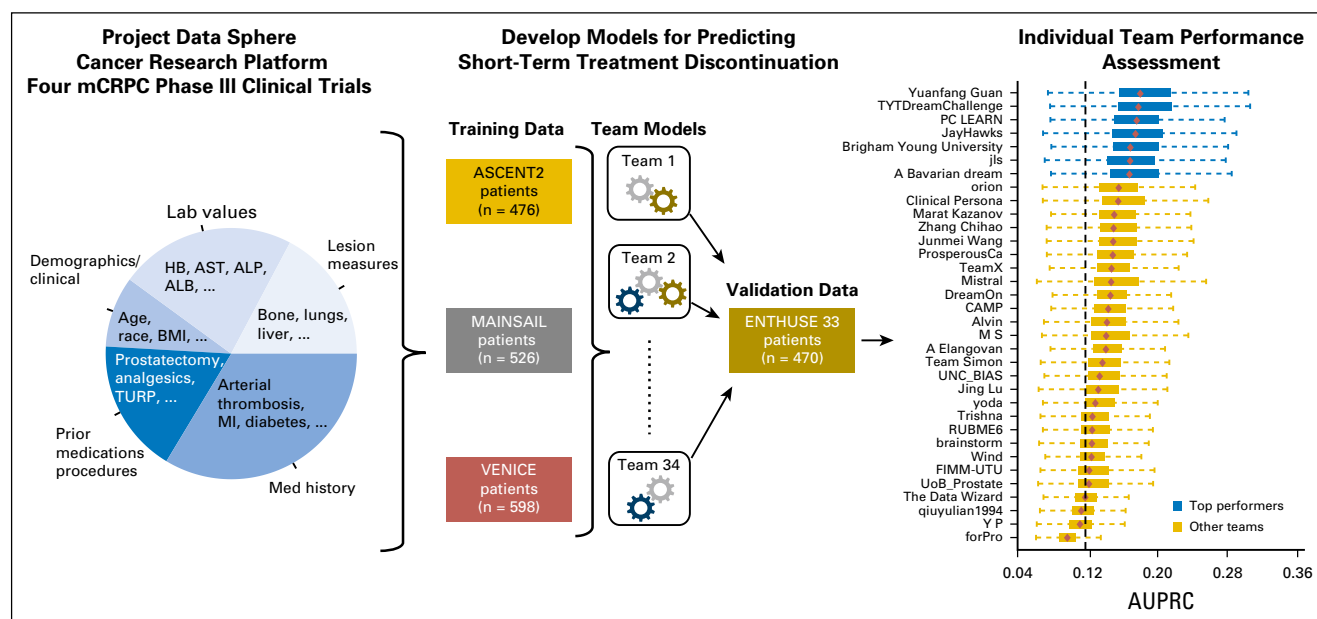 Project Data Sphere
Cancer Research Platform
Four mCRPC Phase III Clinical Trials
Lab values
Demographics/
clinical
Lesion
measures
HB, AST, ALP,
ALB, ...
Age,
race, BMI, ...
Bone, lungs,
liver, ...
Prostatectomy,
analgesics,
TURP, ...
Arterial
thrombosis,
MI, diabetes, ...
Prior
medications
procedures
Med history
Develop Models for Predicting
Short-Term Treatment Discontinuation
Training Data
ASCENT2
patients
(n = 476)
MAINSAIL
patients
(n = 526)
VENICE
patients
(n = 598)
Team Models
Team 1
Team 2
Team 34
Validation Data
ENTHUSE 33
patients
(n = 470)
Individual Team Performance
Assessment
Yuanfang Guan
TYTDreamChallenge
PC LEARN
JayHawks
Brigham Young University
jls
A Bavarian dream
orion
Clinical Persona
Marat Kazanov
Zhang Chihao
Junmei Wang
ProsperousCa
TeamX
Mistral
DreamOn
CAMP
Alvin
M S
A Elangovan
Team Simon
UNC_BIAS
Jing Lu
yoda
Trishna
RUBME6
brainstorm
Wind
FIMM-UTU
UoB_Prostate
The Data Wizard
qiuyulian1994
Y P
forPro
Top performers
Other teams
0.04 0.12 0.20 0.28 0.36
AUPRC